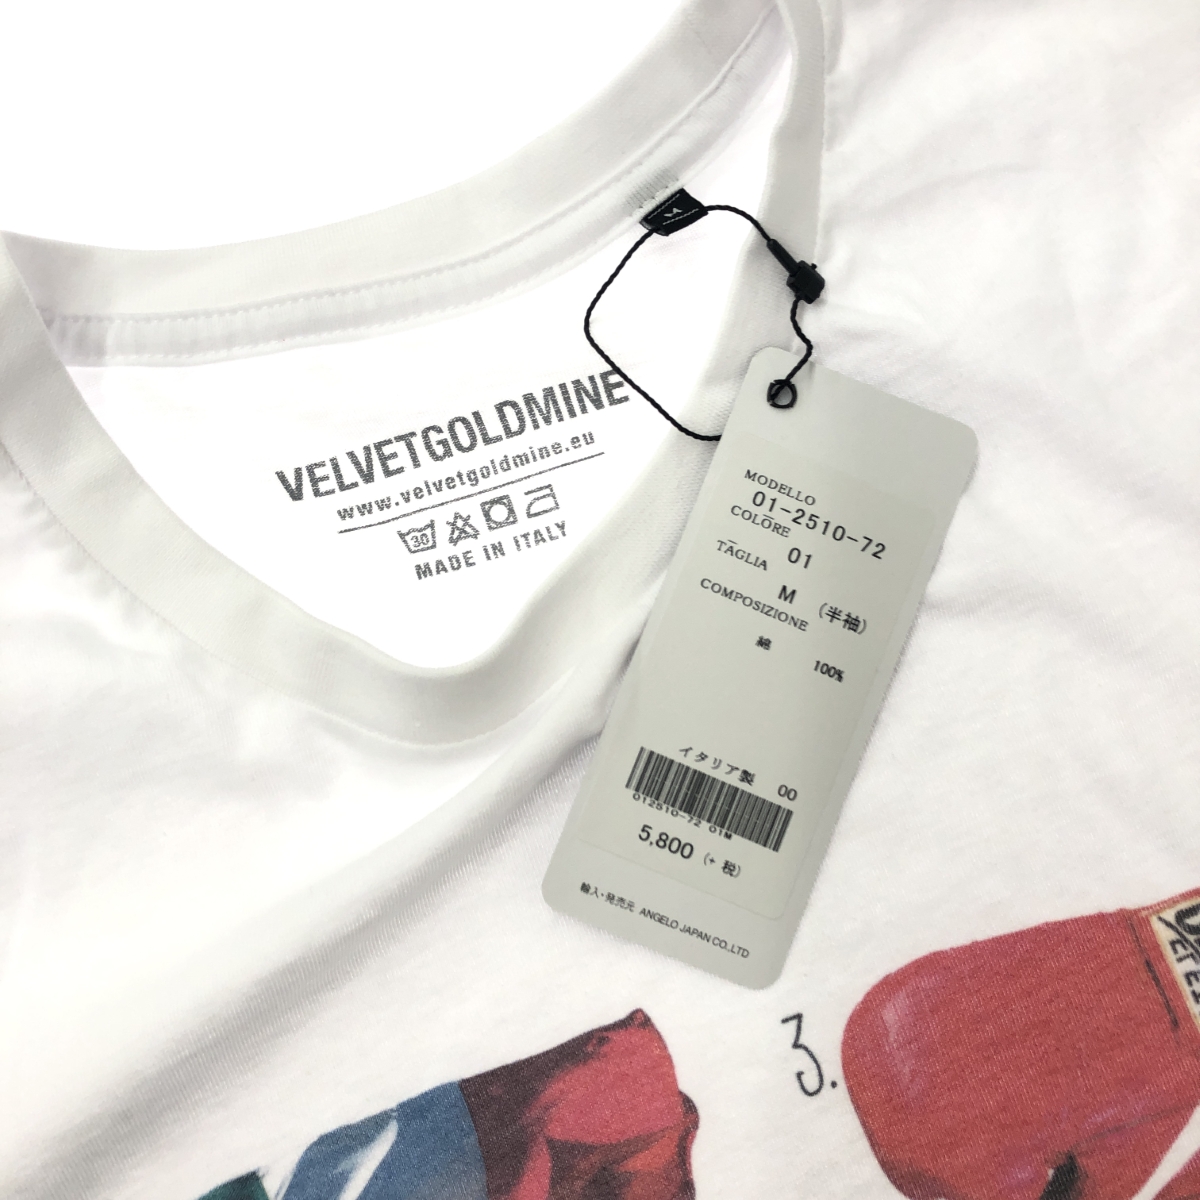 VELVETGOLDMINE
www.velvetgoldmine.eu
30
MADE IN ITALY
M
MODELLO
01-2510-72
COLORE
01
TAGLIA
M (半袖)
COMPOSIZIONE
綿 100%
イタリア製 00
012510-72 01M
5,800 (+ 税)
輸入・発売元 ANGELO JAPAN CO.,LTD
3.